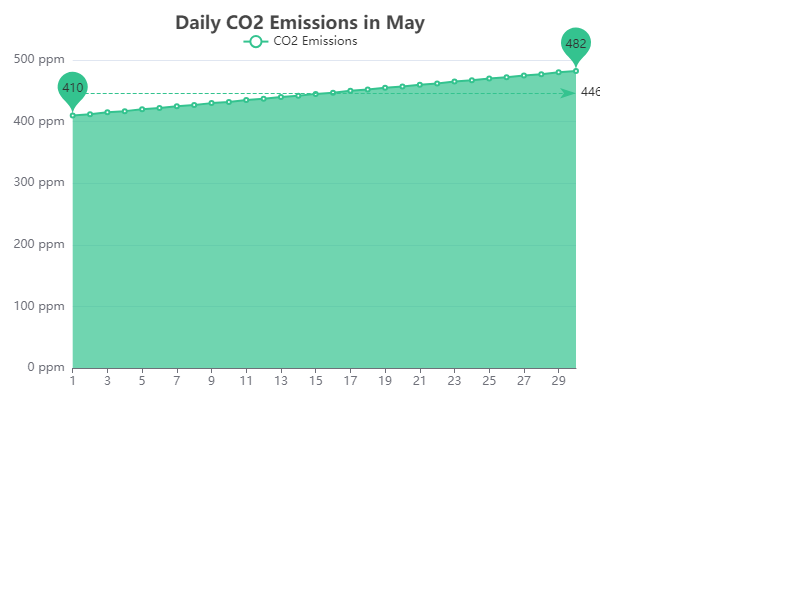 Daily CO2 Emissions in May
CO2 Emissions
482
500 ppm
410
446
400 ppm
300 ppm
200 ppm
100 ppm
0 ppm
1 3 5 7 9 11 13 15 17 19 21 23 25 27 29